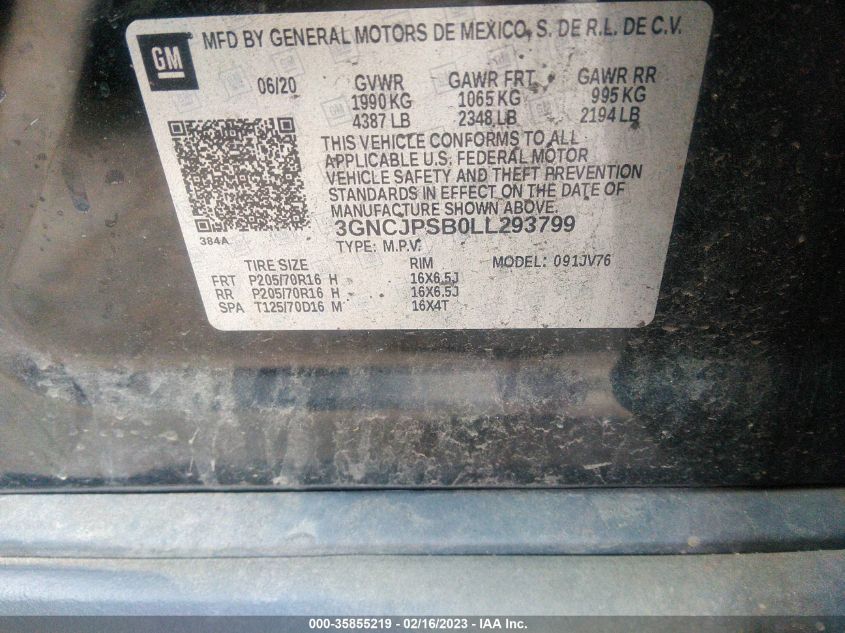 GM
MFD BY GENERAL MOTORS DE MEXICO, S. DE R.L. DE C.V.
06/20 GVWR GAWR FRT GAWR RR
1990 KG 1065 KG 995 KG
4387 LB 2348 LB 2194 LB
THIS VEHICLE CONFORMS TO ALL
APPLICABLE U.S. FEDERAL MOTOR
VEHICLE SAFETY AND THEFT PREVENTION
STANDARDS IN EFFECT ON THE DATE OF
MANUFACTURE SHOWN ABOVE.
384A
3GNCJPSB0LL293799
TYPE: M.P.V.
TIRE SIZE RIM MODEL: 091JV76
FRT P205/70R16 H 16X6.5J
RR P205/70R16 H 16X6.5J
SPA T125/70D16 M 16X4T
000-35855219 - 02/16/2023 - IAA Inc.